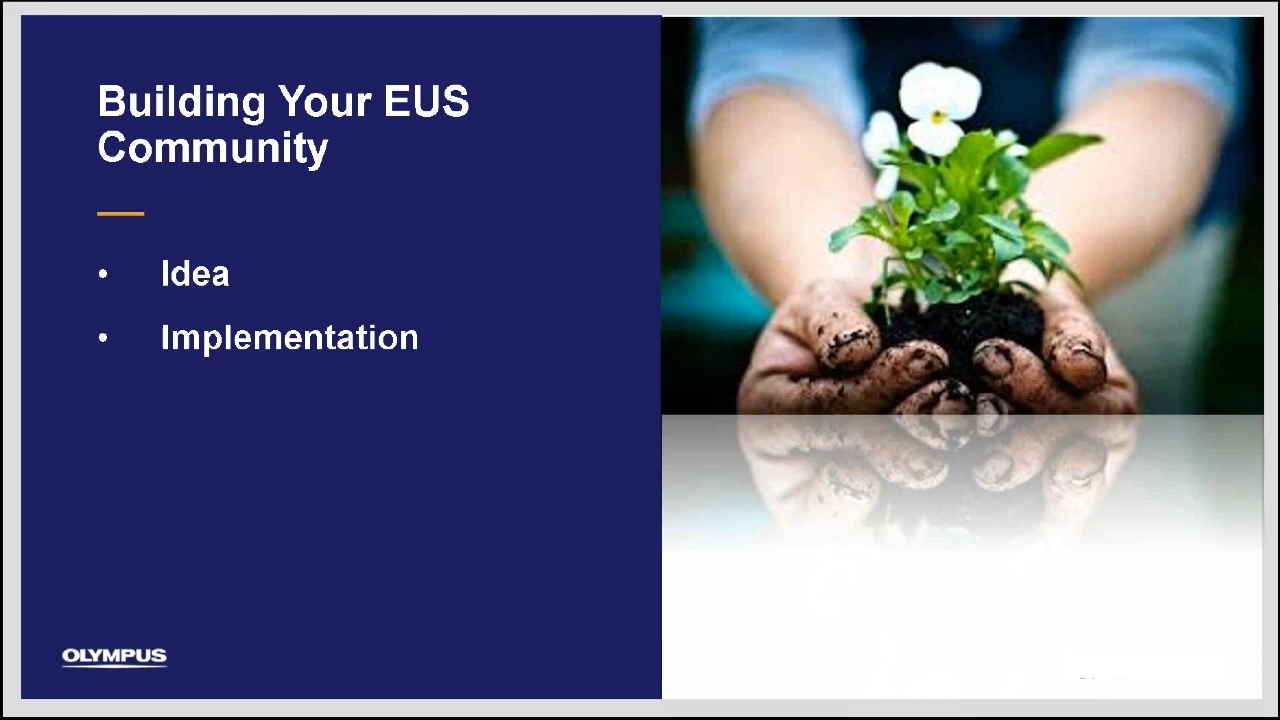 Building Your EUS
Community
• Idea
• Implementation
OLYMPUS